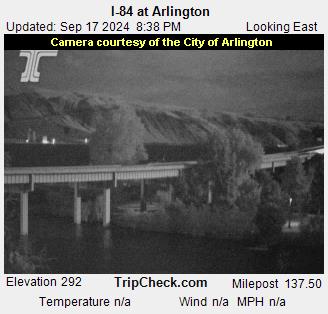 I-84 at Arlington
Updated: Sep 17 2024 8:38 PM Looking East
Camera courtesy of the City of Arlington
Elevation 292 TripCheck.com Milepost 137.50
Temperature n/a Wind n/a MPH n/a